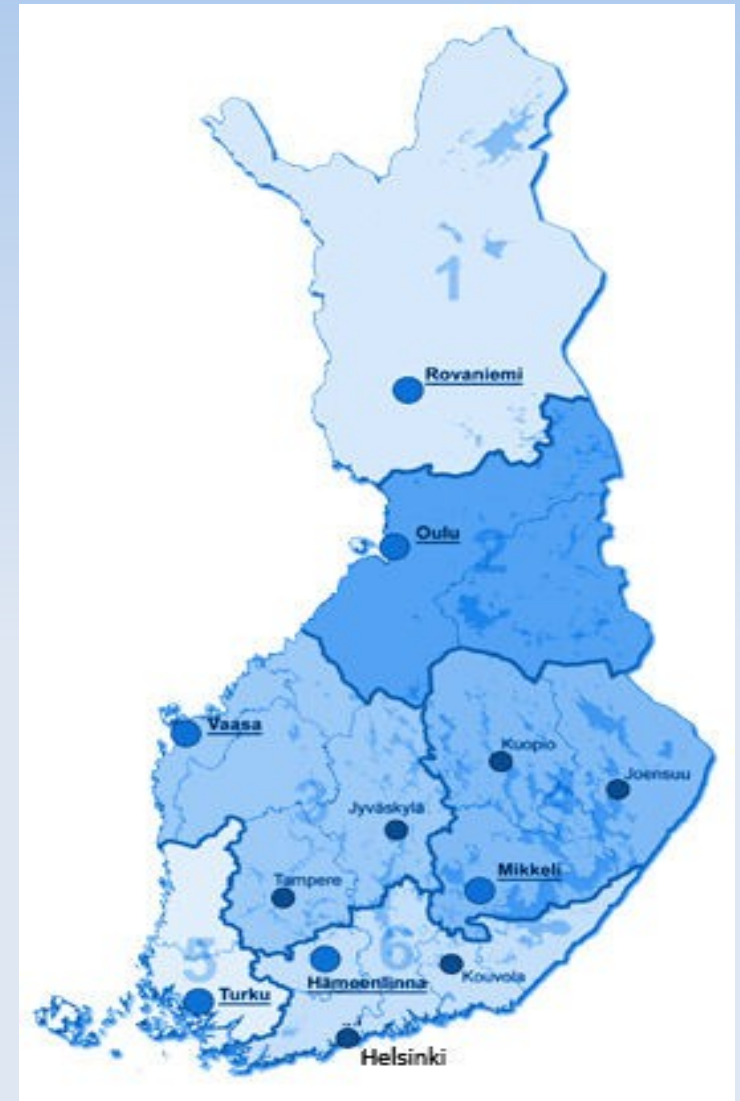 1
Rovaniemi
Oulu
2
Vaasa
Kuopio
Joensuu
3
4
Jyväskylä
Mikkeli
Tampere
6
5
Kouvola
Hämeenlinna
Turku
Helsinki